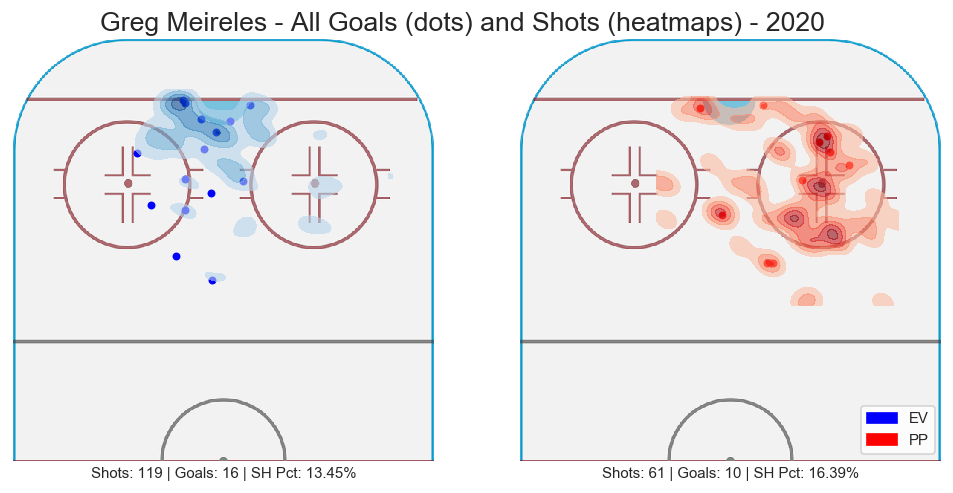 Greg Meireles - All Goals (dots) and Shots (heatmaps) - 2020
EV
PP
Shots: 119 | Goals: 16 | SH Pct: 13.45%
Shots: 61 | Goals: 10 | SH Pct: 16.39%